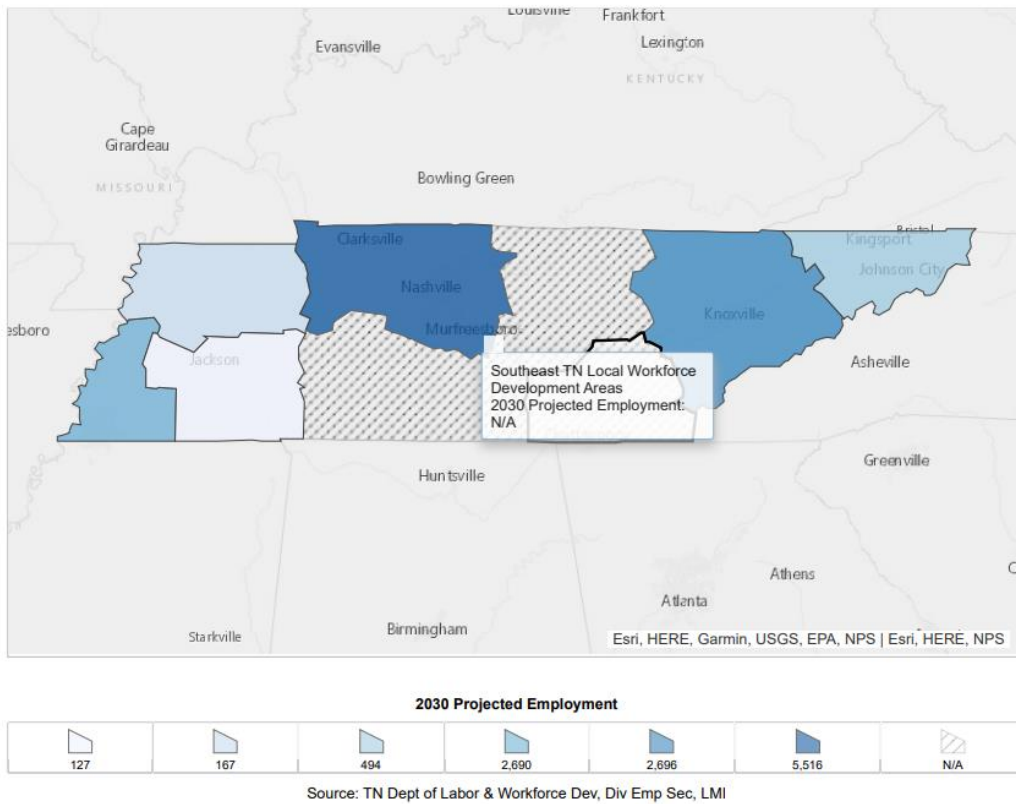 Louisville
Frankfort
Evansville
Lexington
KENTUCKY
Cape
Girardeau
MISSOURI
Bowling Green
Bristol
Clarksville
Kingsport
Johnson City
Nashville
Knoxville
esboro
Murfreesboro
Jackson
Asheville
Southeast TN Local Workforce
Development Areas
2030 Projected Employment:
N/A
Huntsville
Greenville
Athens
Atlanta
Birmingham
Starkville
Esri, HERE, Garmin, USGS, EPA, NPS | Esri, HERE, NPS
2030 Projected Employment
127 167 494 2,690 2,696 5,516 N/A
Source: TN Dept of Labor & Workforce Dev, Div Emp Sec, LMI